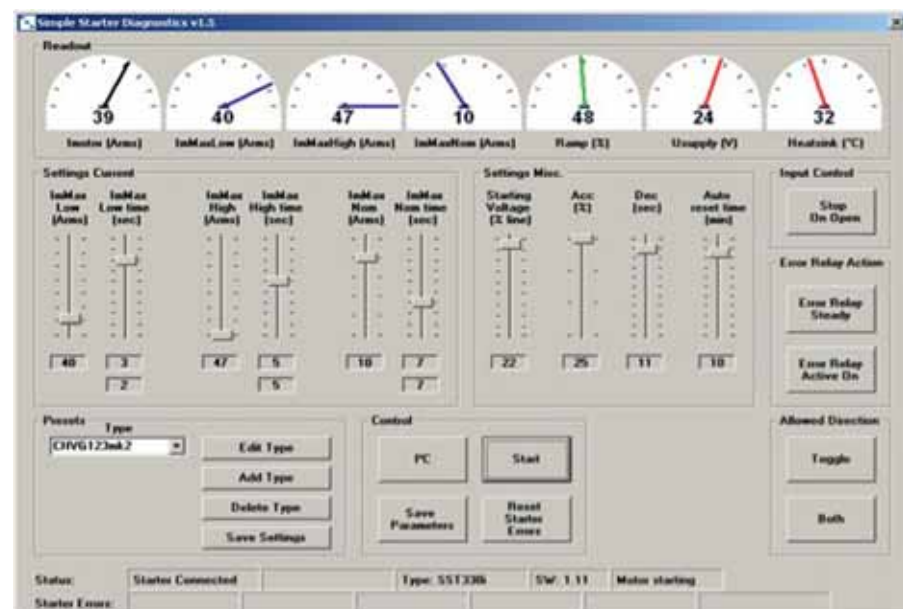 Simple Starter Diagnostics v1.5
Readout
39 40 47 10 48 24 32
Imotor (Arms) ImMaxLow (Arms) ImMaxHigh (Arms) ImMaxNom (Arms) Ramp (%) Usupply (V) Heatsink (°C)
Settings Current
ImMax Low (Arms)
ImMax Low time (sec)
ImMax High (Arms)
ImMax High time (sec)
ImMax Nom (Arms)
ImMax Nom time (sec)
40 3 47 5 10 7
2 5 7
Settings Misc.
Starting Voltage (% line)
Acc (%)
Dec (sec)
Auto reset time (min)
22 25 11 10
Input Control
Stop
On Open
Error Relay Action
Error Relay
Steady
Error Relay
Active On
Presets
Type
CHVG123mk2
Edit Type
Add Type
Delete Type
Save Settings
Control
PC
Start
Save
Parameters
Reset
Starter
Errors
Allowed Direction
Toggle
Both
Status: Starter Connected Type: SST330i SW: 1.11 Motor starting
Starter Errors: